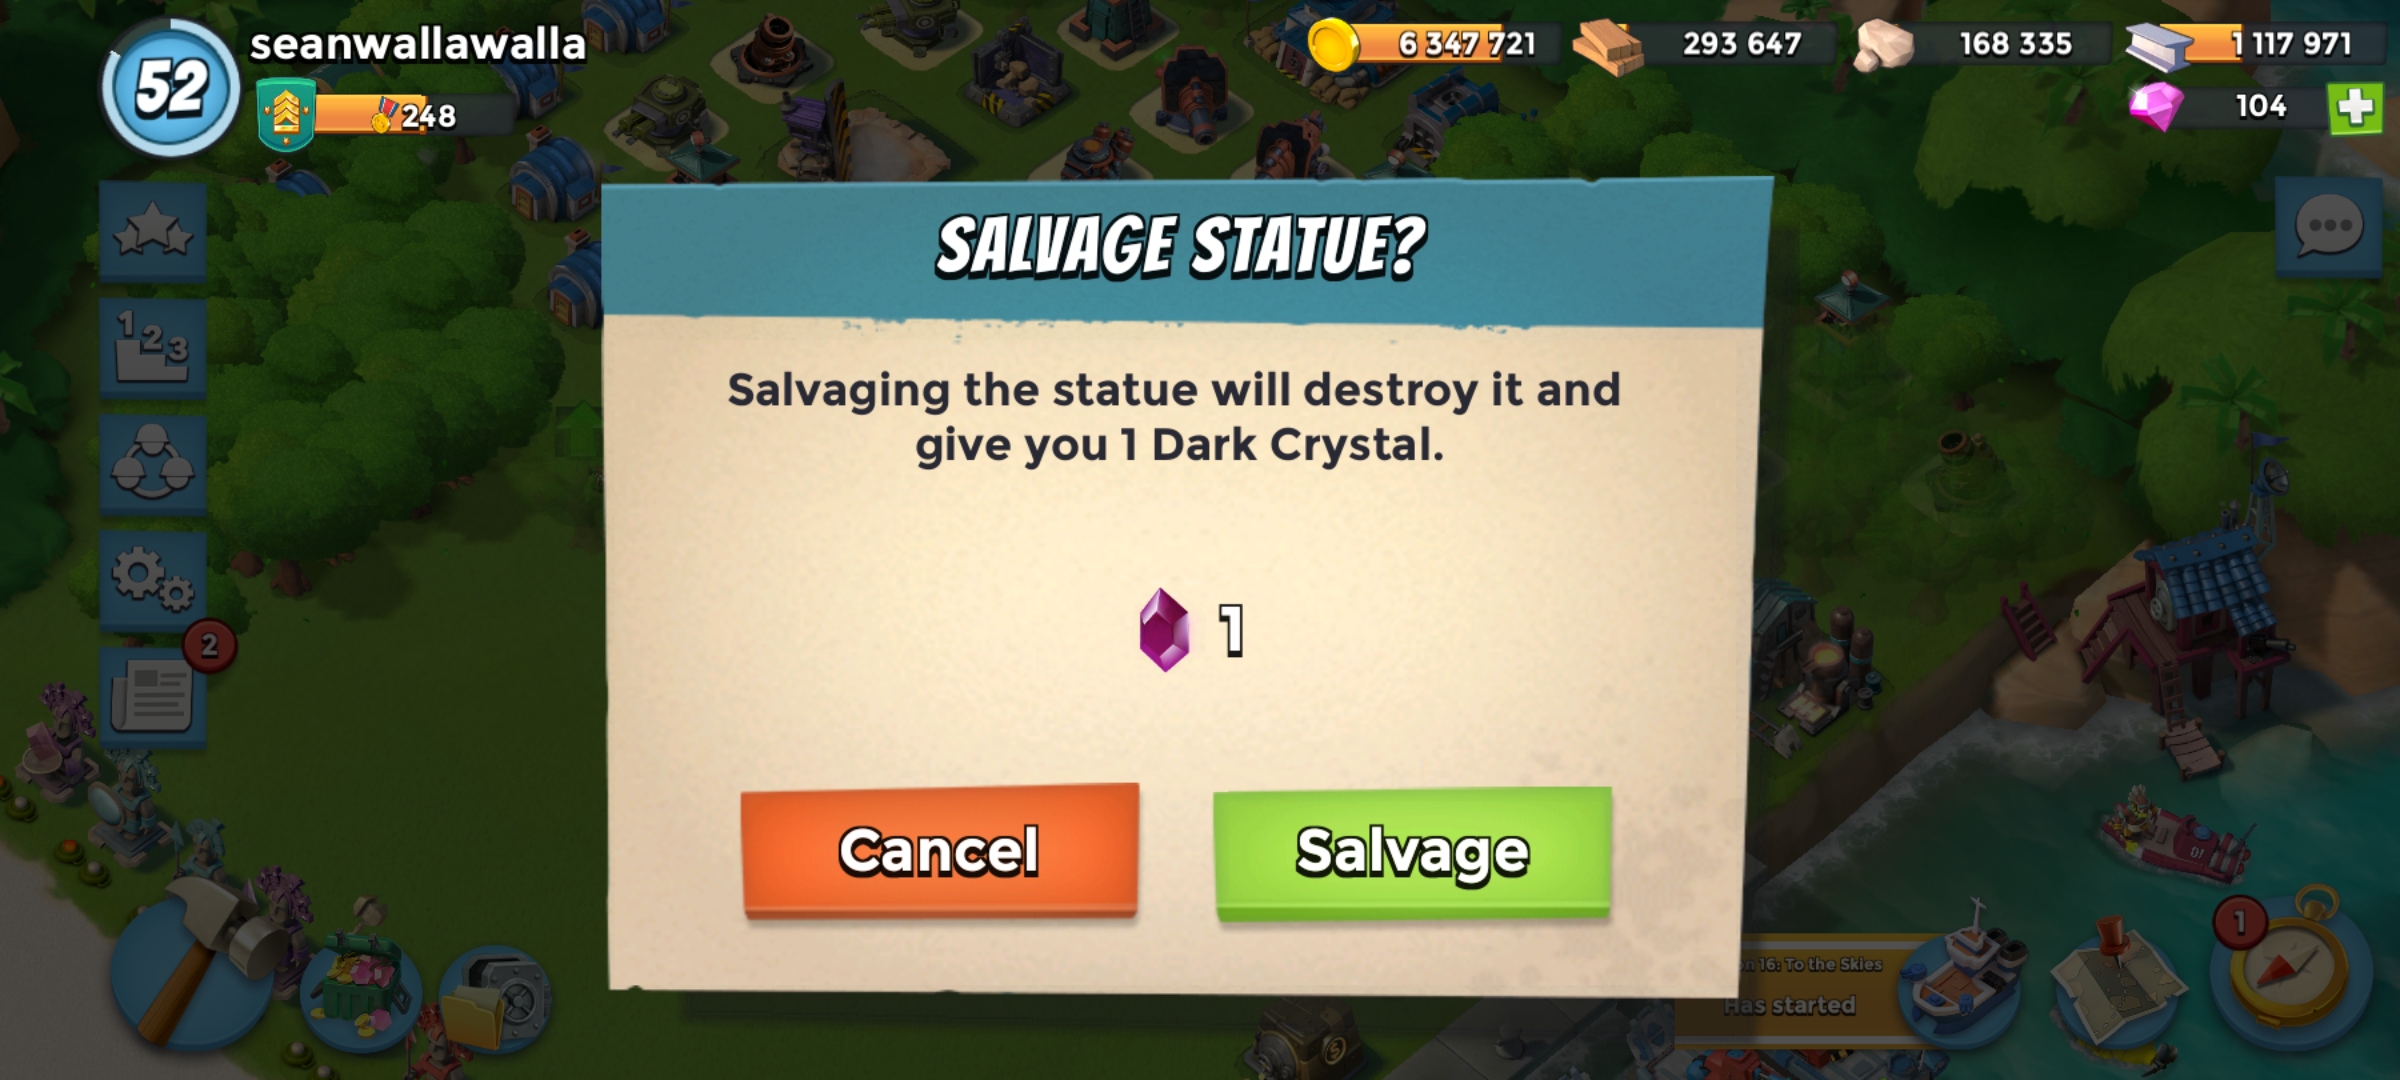 52
seanwallawalla
248
6 347 721
293 647
168 335
1 117 971
104
1 2 3
2
SALVAGE STATUE?
Salvaging the statue will destroy it and
give you 1 Dark Crystal.
1
Cancel
Salvage
16: To the Skies
Has started
1